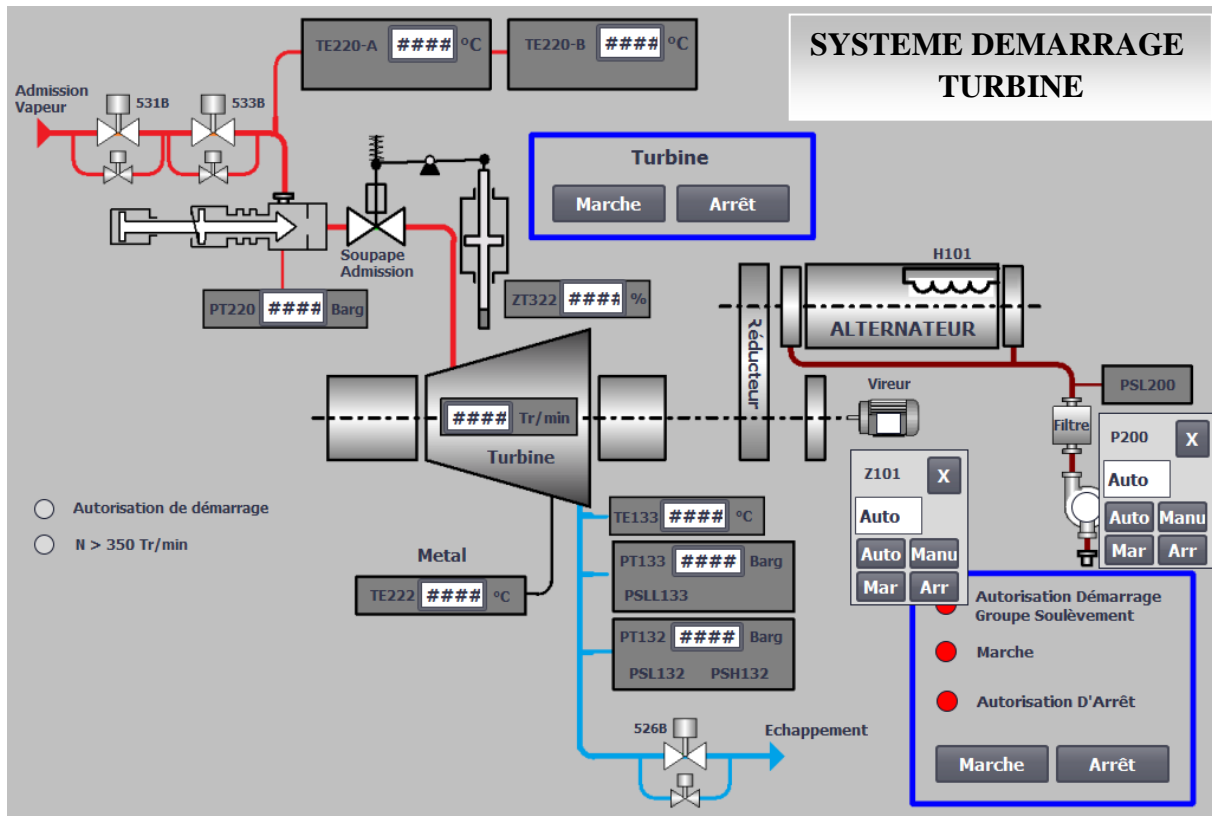 SYSTEME DEMARRAGE
TURBINE
TE220-A #### °C
TE220-B #### °C
Admission
Vapeur
531B
533B
Turbine
Marche
Arrêt
Soupape
Admission
H101
ALTERNATEUR
PT220 #### Barg
ZT322 #### %
Réducteur
PSL200
Vireur
Filtre
#### Tr/min
Turbine
P200 X
Auto
Auto Manu
Mar Arr
Z101 X
Auto
Auto Manu
Mar Arr
Autorisation de démarrage
N > 350 Tr/min
TE133 #### °C
Metal
PT133 #### Barg
PSLL133
TE222 #### °C
PT132 #### Barg
PSL132 PSH132
Autorisation Démarrage
Groupe Soulèvement
Marche
Autorisation D'Arrêt
526B
Echappement
Marche
Arrêt